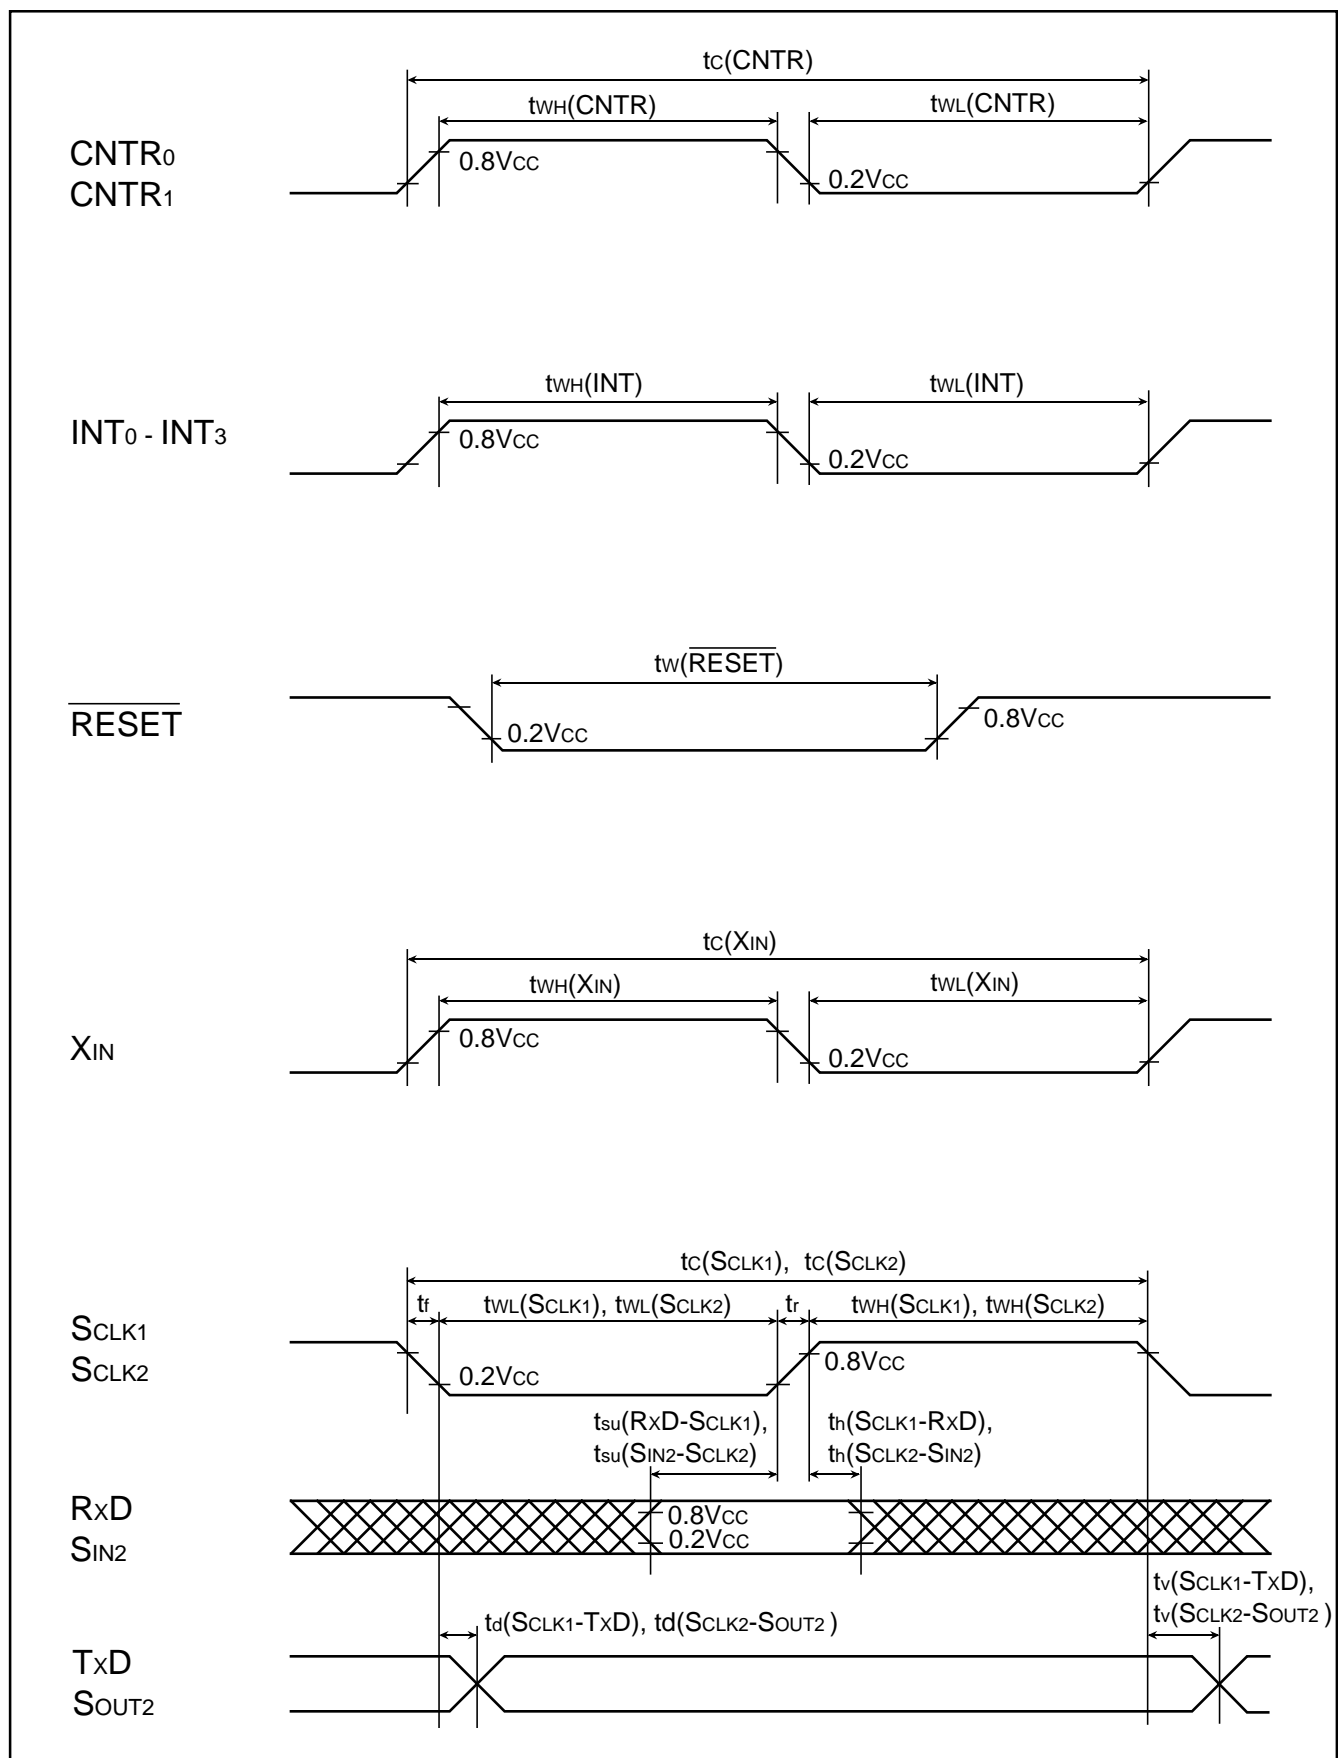 tC(CNTR)
tWH(CNTR)
tWL(CNTR)
CNTR0
CNTR1
0.8VCC
0.2VCC
tWH(INT)
tWL(INT)
INT0 - INT3
0.8VCC
0.2VCC
tW(RESET)
RESET
0.2VCC
0.8VCC
tC(XIN)
tWH(XIN)
tWL(XIN)
XIN
0.8VCC
0.2VCC
tC(SCLK1), tC(SCLK2)
tf
tWL(SCLK1), tWL(SCLK2)
tr
tWH(SCLK1), tWH(SCLK2)
SCLK1
SCLK2
0.2VCC
0.8VCC
tsu(RXD-SCLK1),
tsu(SIN2-SCLK2)
th(SCLK1-RXD),
th(SCLK2-SIN2)
RXD
SIN2
0.8VCC
0.2VCC
tv(SCLK1-TXD),
tv(SCLK2-SOUT2)
td(SCLK1-TXD), td(SCLK2-SOUT2)
TXD
SOUT2